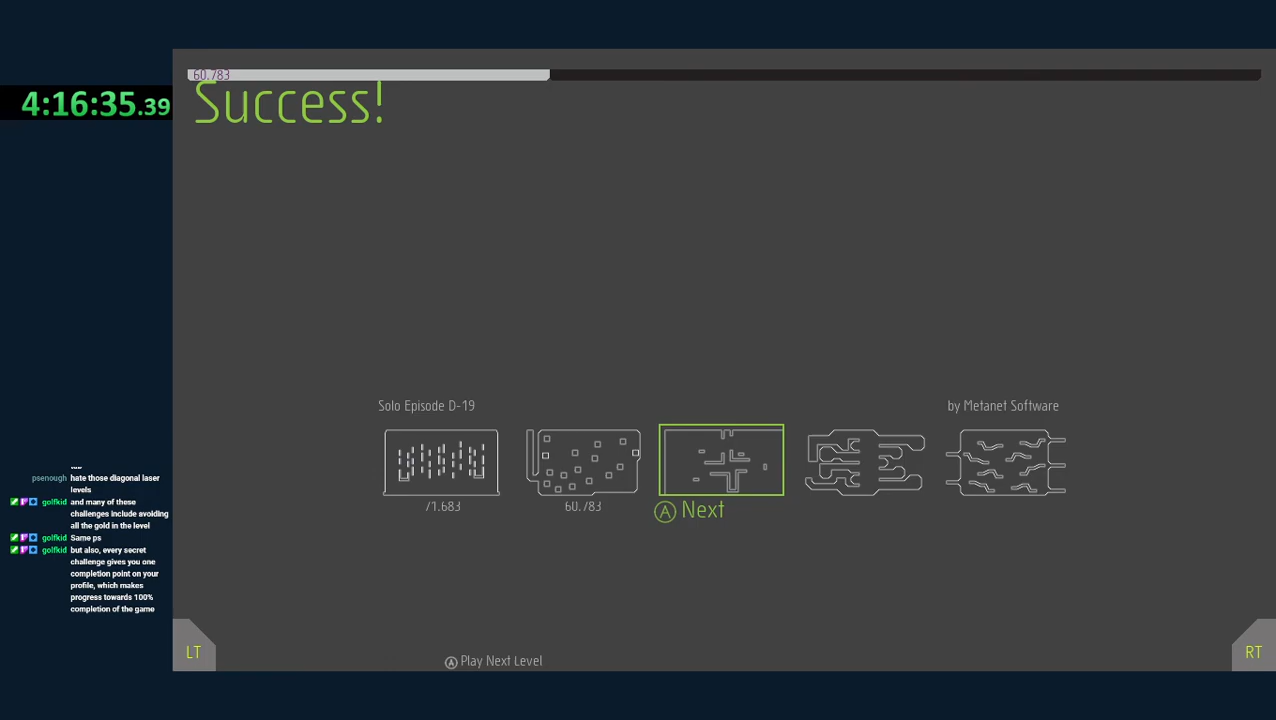 60.783
4:16:35.39
Success!
Solo Episode D-19
by Metanet Software
71.683
60.783
A Next
psenough hate those diagonal laser
levels
golfkid and many of these
challenges include avoiding
all the gold in the level
golfkid Same ps
golfkid but also, every secret
challenge gives you one
completion point on your
profile, which makes
progress towards 100%
completion of the game
LT
A Play Next Level
RT